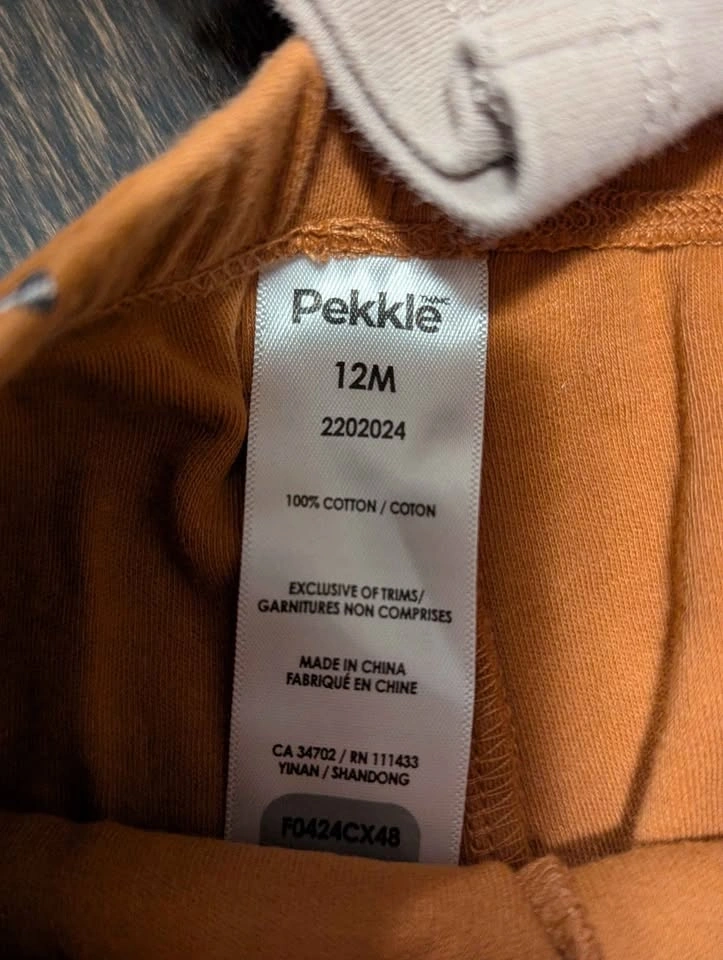 Pekkle
12M
2202024
100% COTTON / COTON
EXCLUSIVE OF TRIMS/
GARNITURES NON COMPRISES
MADE IN CHINA
FABRIQUÉ EN CHINE
CA 34702 / RN 111433
YINAN / SHANDONG
F0424CX48